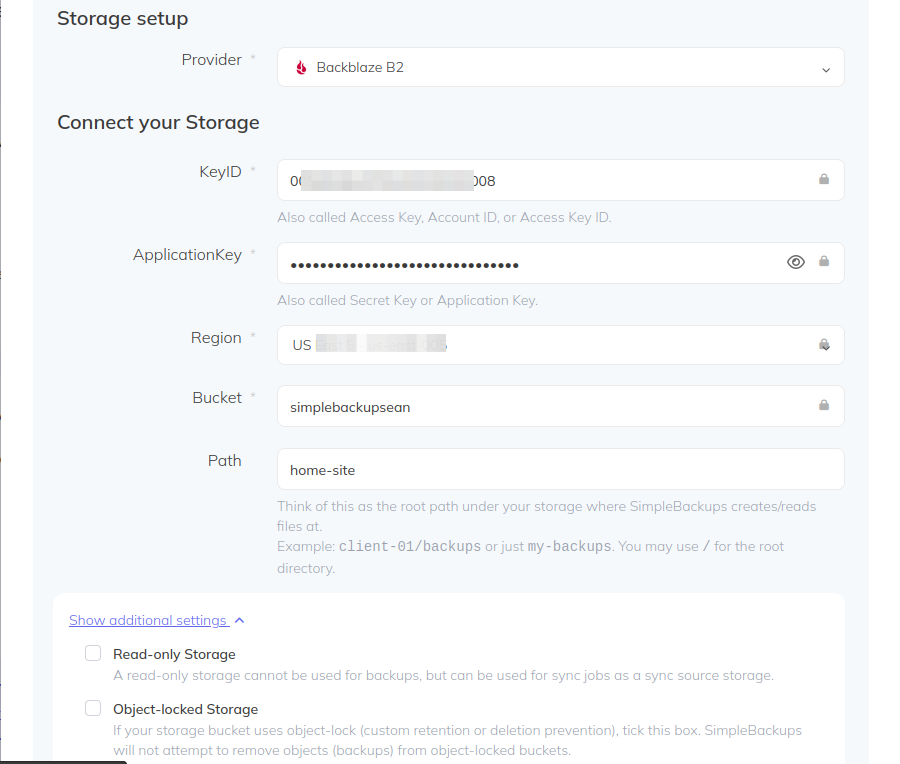 Storage setup
Provider *
Backblaze B2
Connect your Storage
KeyID *
008
Also called Access Key, Account ID, or Access Key ID.
ApplicationKey *
•••••••••••••••••••••••••••••••
Also called Secret Key or Application Key.
Region *
US
Bucket *
simplebackupsean
Path
home-site
Think of this as the root path under your storage where SimpleBackups creates/reads
files at.
Example: client-01/backups or just my-backups. You may use / for the root
directory.
Show additional settings
Read-only Storage
A read-only storage cannot be used for backups, but can be used for sync jobs as a sync source storage.
Object-locked Storage
If your storage bucket uses object-lock (custom retention or deletion prevention), tick this box. SimpleBackups
will not attempt to remove objects (backups) from object-locked buckets.